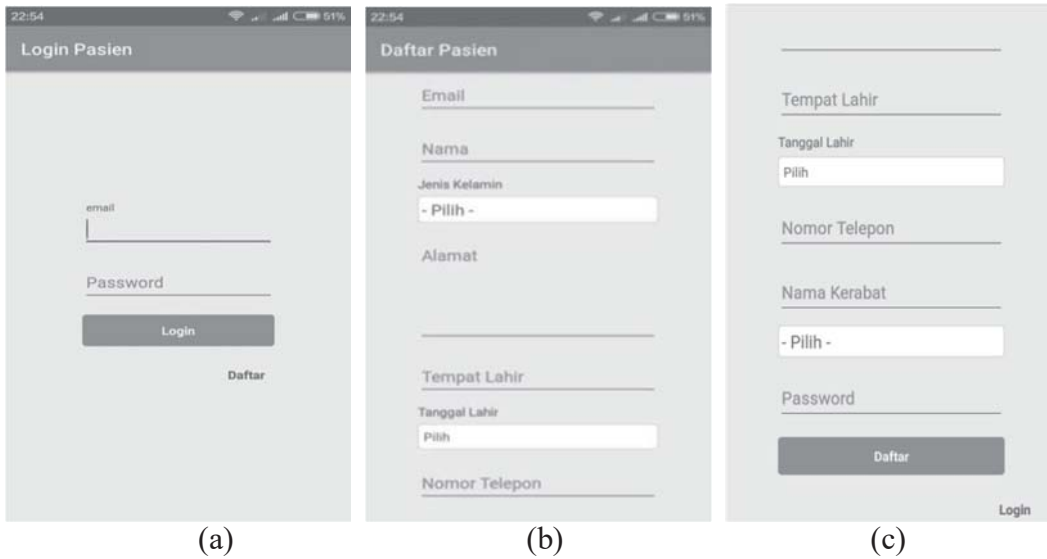 22:54
51%
Login Pasien
email
Password
Login
Daftar
(a)
22:54
51%
Daftar Pasien
Email
Nama
Jenis Kelamin
- Pilih -
Alamat
Tempat Lahir
Tanggal Lahir
Pilih
Nomor Telepon
(b)
Tempat Lahir
Tanggal Lahir
Pilih
Nomor Telepon
Nama Kerabat
- Pilih -
Password
Daftar
Login
(c)